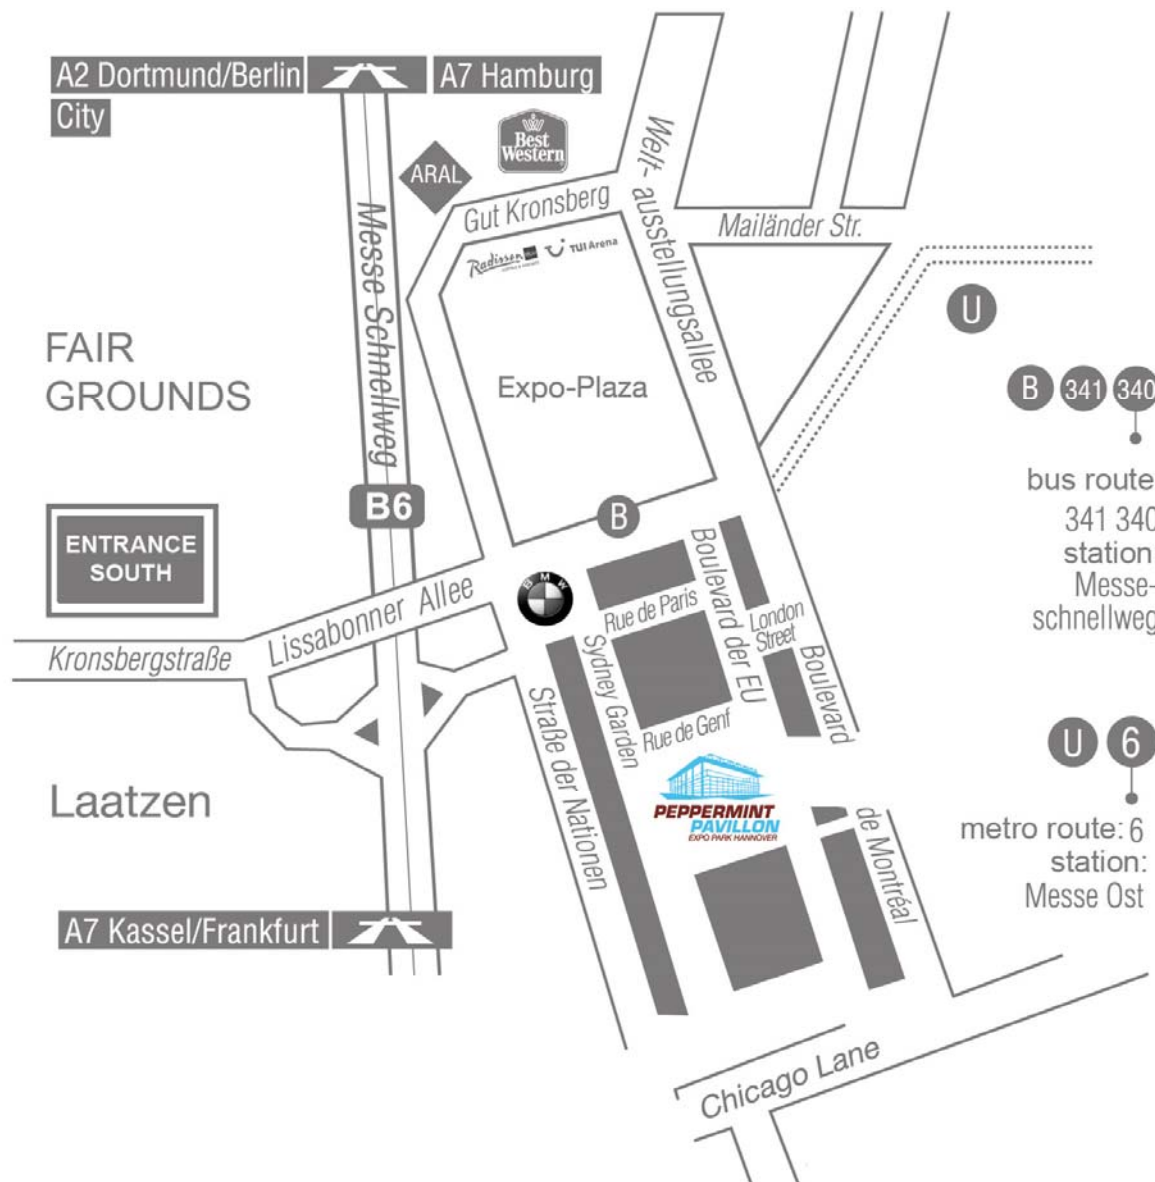 A2 Dortmund/Berlin
A7 Hamburg
City
Best
Western
ARAL
Gut Kronsberg
Welt- ausstellungsallee
Mailänder Str.
Messe Schnellweg
Radisson
TUI Arena
U
FAIR
GROUNDS
Expo-Plaza
B 341 340
bus route
341 340
station
Messe-
schnellweg
B6
B
ENTRANCE
SOUTH
BMW
Lissabonner Allee
Kronsbergstraße
Rue de Paris
Boulevard der EU
London
Street
Sydney Garden
Straße der Nationen
Rue de Genf
Boulevard
de Montréal
Laatzen
PEPPERMINT
PAVILLON
EXPO PARK HANNOVER
U 6
metro route: 6
station:
Messe Ost
A7 Kassel/Frankfurt
Chicago Lane